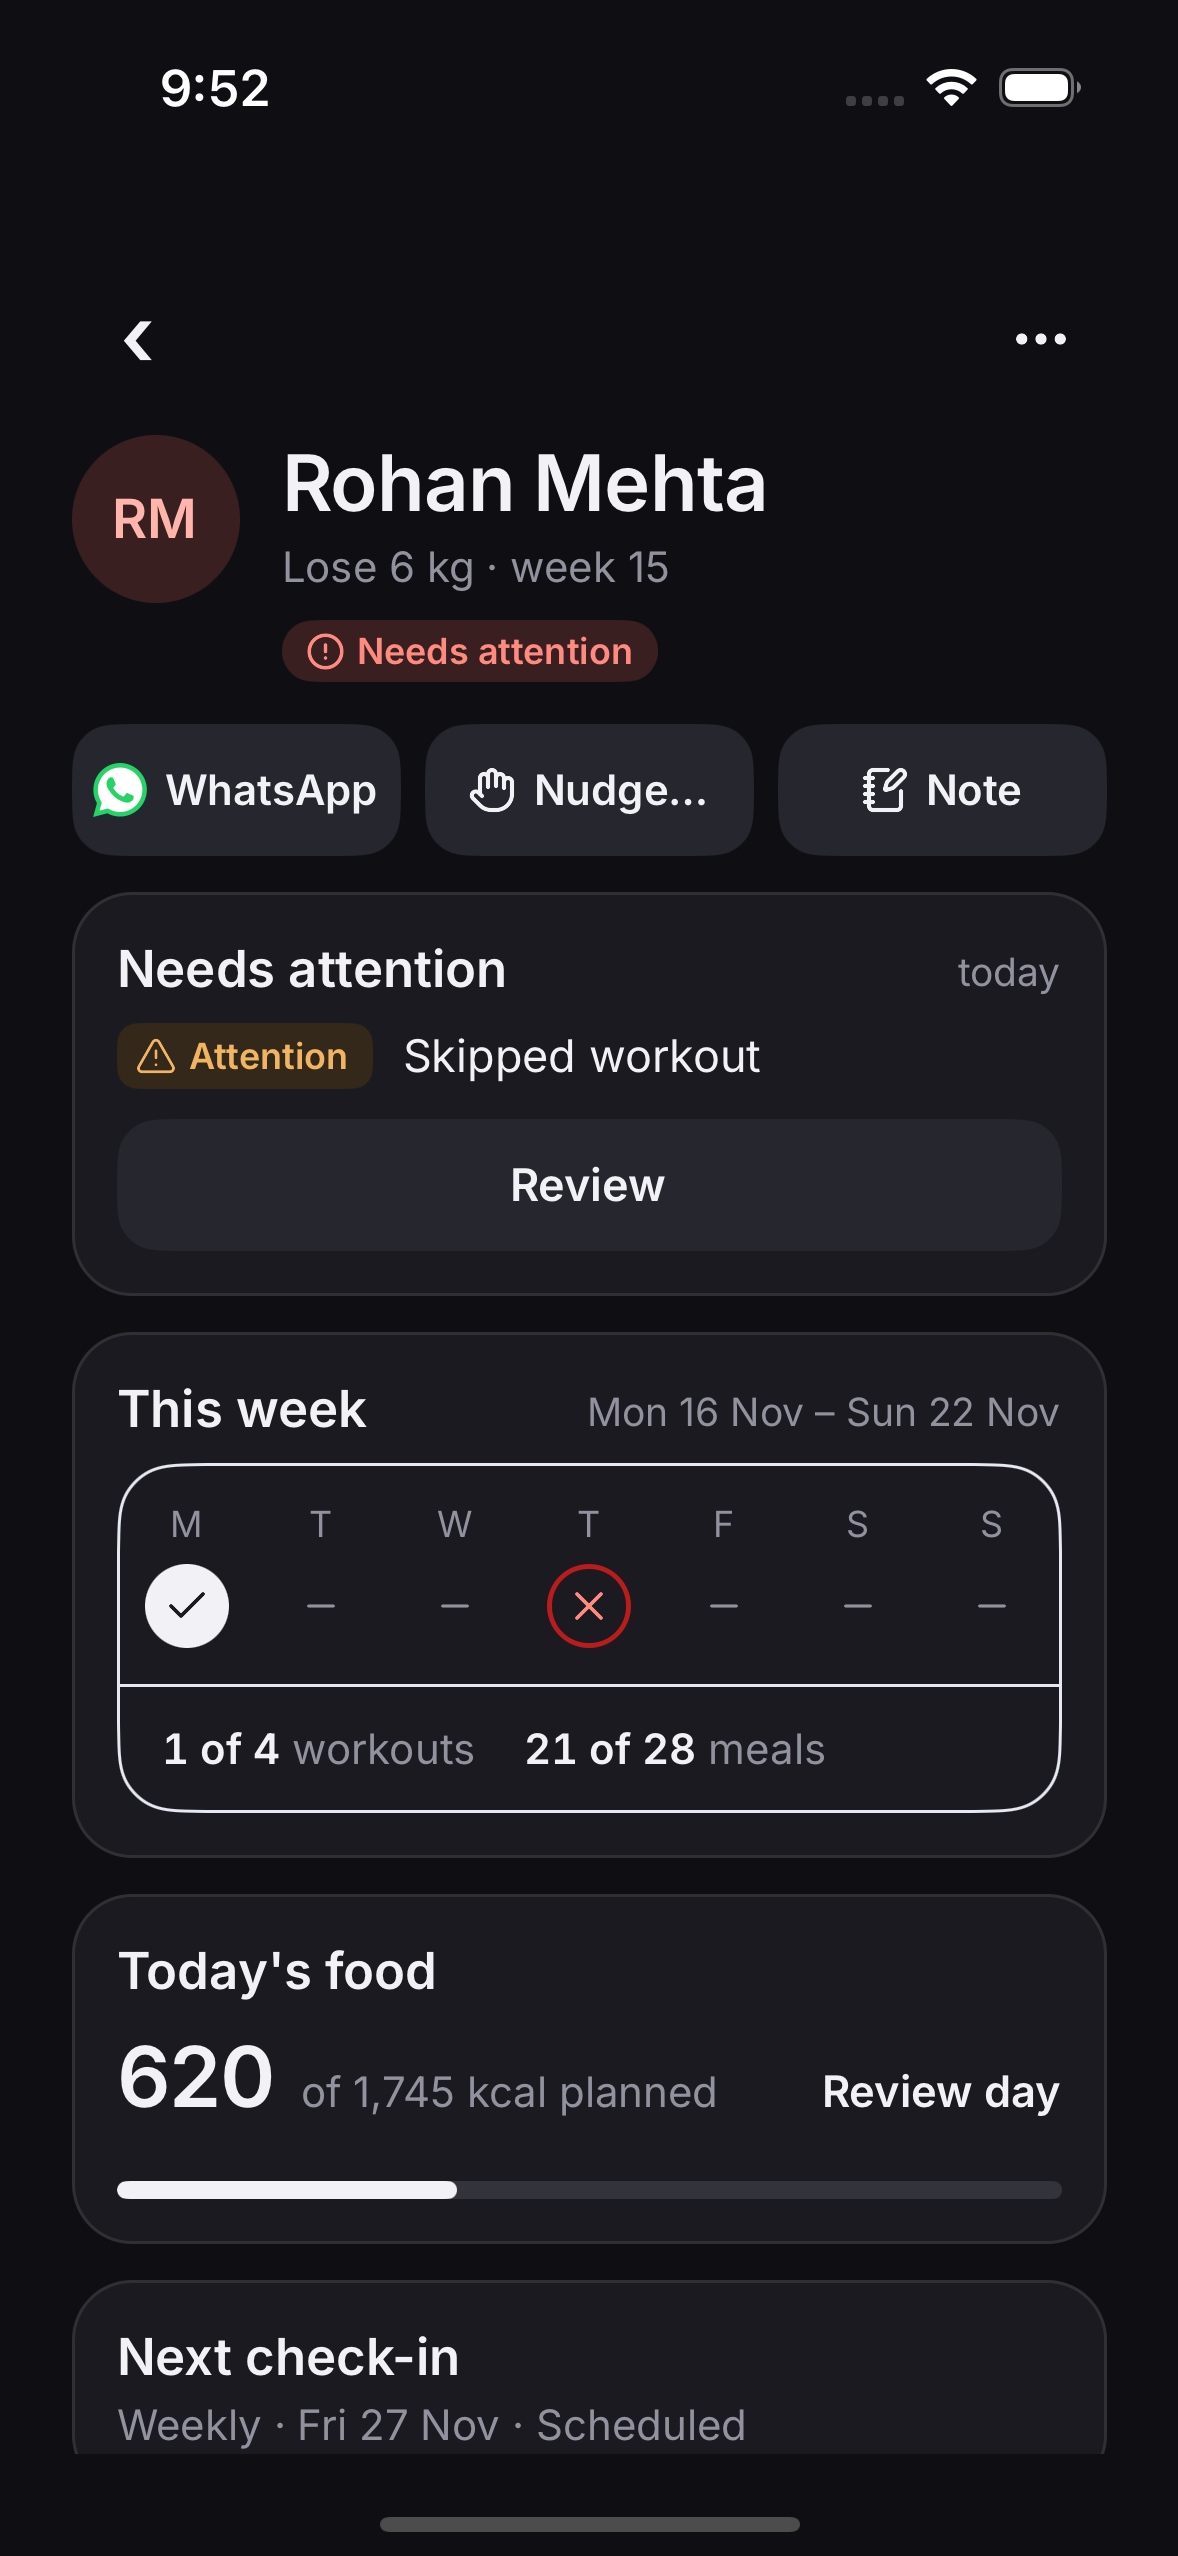 9:52
RM
Rohan Mehta
Lose 6 kg · week 15
Needs attention
WhatsApp
Nudge...
Note
Needs attention
today
Attention
Skipped workout
Review
This week
Mon 16 Nov – Sun 22 Nov
M T W T F S S
1 of 4 workouts 21 of 28 meals
Today's food
620 of 1,745 kcal planned
Review day
Next check-in
Weekly · Fri 27 Nov · Scheduled